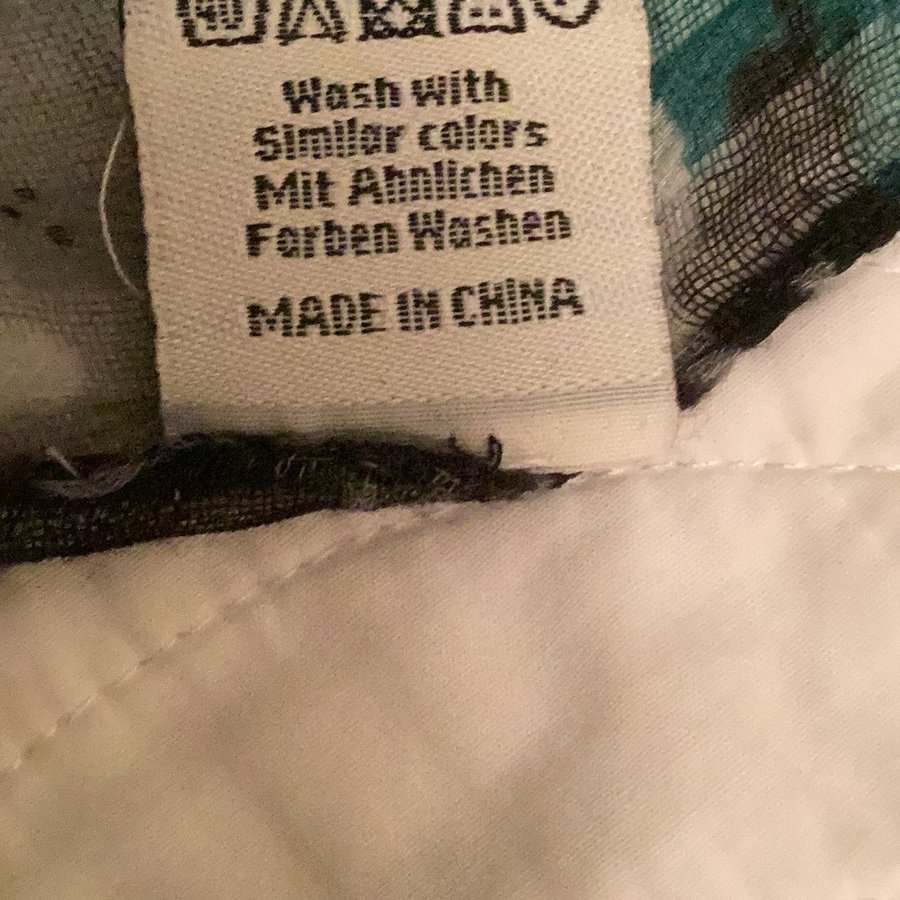 Wash with
Similar colors
Mit Ahnlichen
Farben Washen
MADE IN CHINA